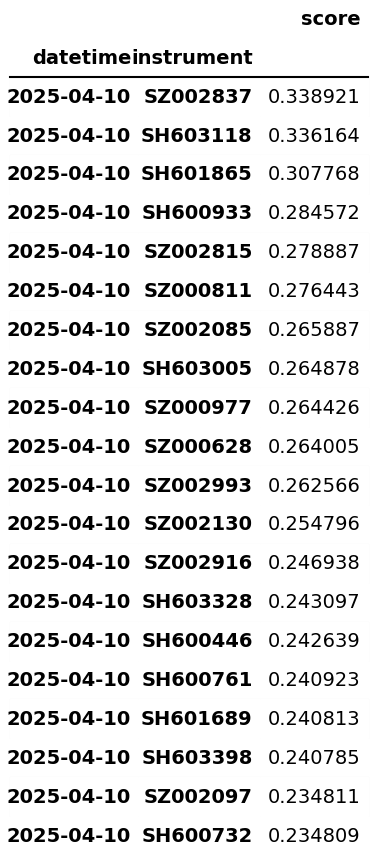 score
datetime instrument
2025-04-10 SZ002837 0.338921
2025-04-10 SH603118 0.336164
2025-04-10 SH601865 0.307768
2025-04-10 SH600933 0.284572
2025-04-10 SZ002815 0.278887
2025-04-10 SZ000811 0.276443
2025-04-10 SZ002085 0.265887
2025-04-10 SH603005 0.264878
2025-04-10 SZ000977 0.264426
2025-04-10 SZ000628 0.264005
2025-04-10 SZ002993 0.262566
2025-04-10 SZ002130 0.254796
2025-04-10 SZ002916 0.246938
2025-04-10 SH603328 0.243097
2025-04-10 SH600446 0.242639
2025-04-10 SH600761 0.240923
2025-04-10 SH601689 0.240813
2025-04-10 SH603398 0.240785
2025-04-10 SZ002097 0.234811
2025-04-10 SH600732 0.234809